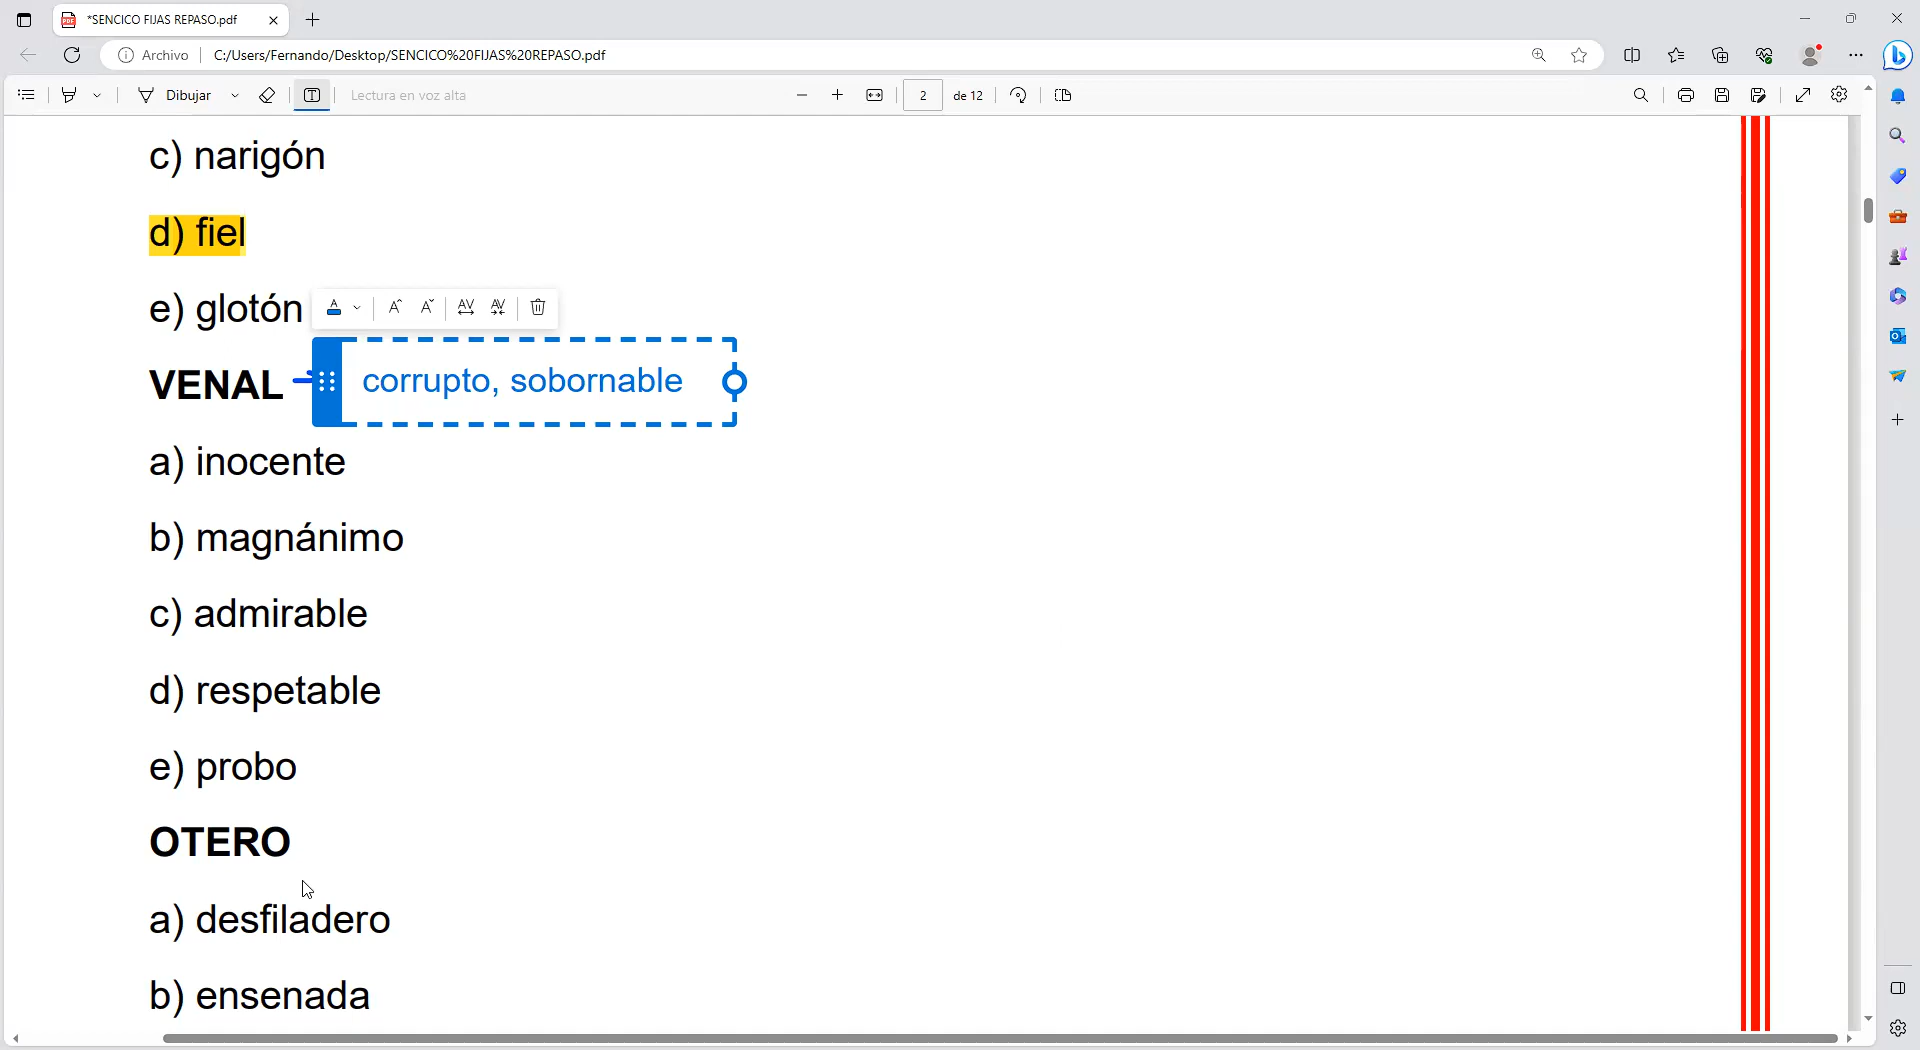 *SENCICO FIJAS REPASO.pdf
Archivo
C:/Users/Fernando/Desktop/SENCICO%20FIJAS%20REPASO.pdf
Dibujar
Lectura en voz alta
2
de 12
c) narigón
d) fiel
e) glotón
VENAL
corrupto, sobornable
a) inocente
b) magnánimo
c) admirable
d) respetable
e) probo
OTERO
a) desfiladero
b) ensenada